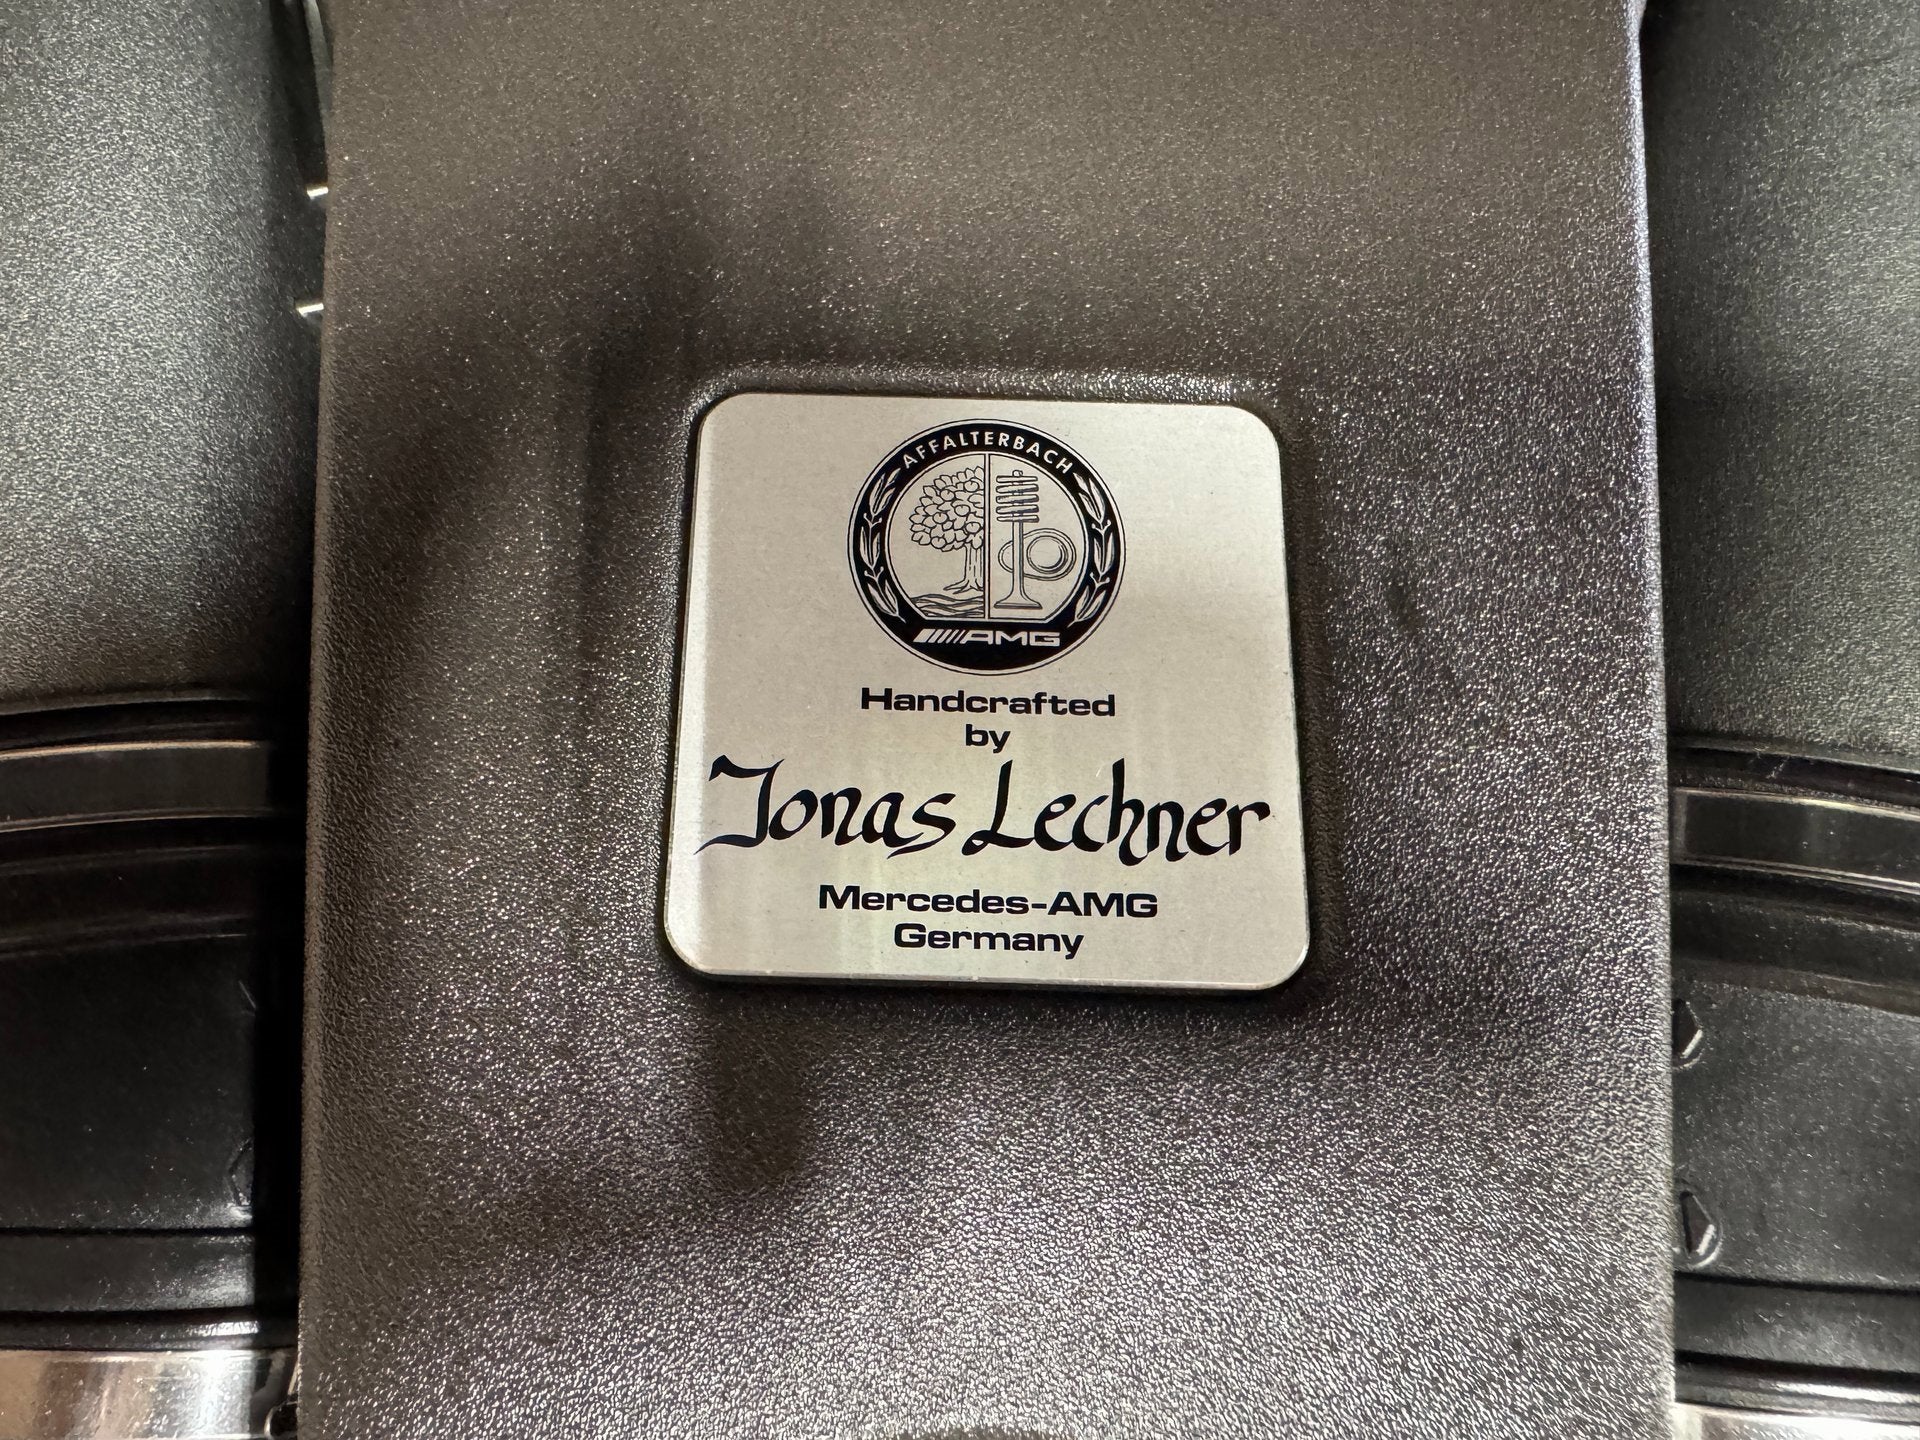 AFFALTERBACH
AMG
Handcrafted
by
Jonas Lechner
Mercedes-AMG
Germany